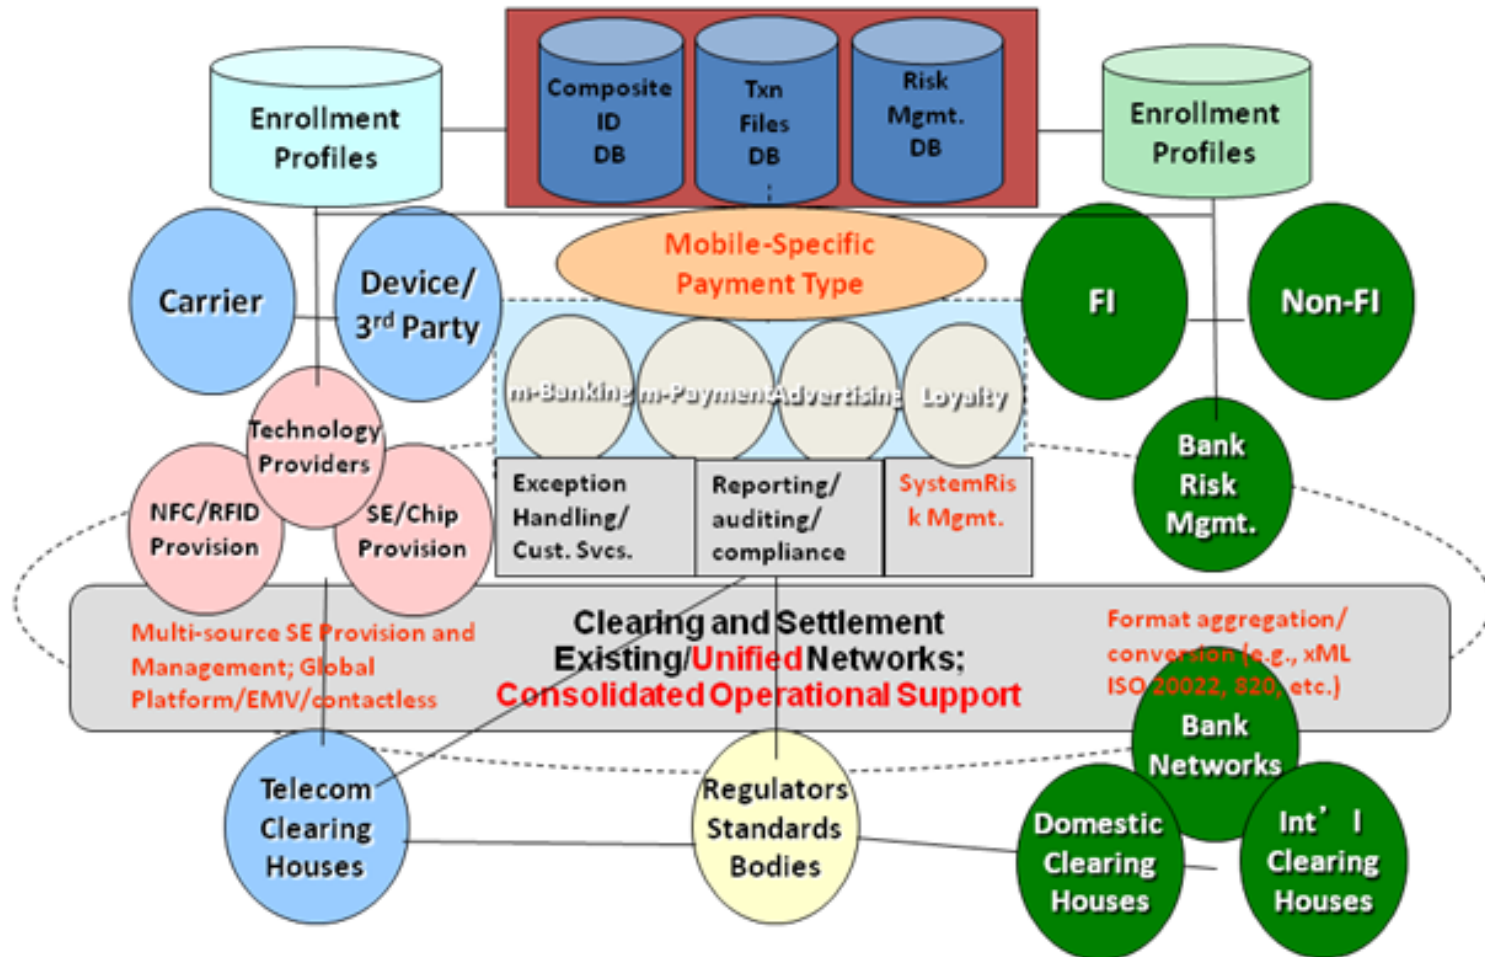 Enrollment
Profiles
Composite
ID
DB
Txn
Files
DB
Risk
Mgmt.
DB
Enrollment
Profiles
Carrier
Device/
3rd Party
Mobile-Specific
Payment Type
FI
Non-FI
m-Banking
m-Payment
Advertising
Loyalty
Technology
Providers
NFC/RFID
Provision
SE/Chip
Provision
Exception
Handling/
Cust. Svcs.
Reporting/
auditing/
compliance
SystemRis
k Mgmt.
Bank
Risk
Mgmt.
Multi-source SE Provision and
Management; Global
Platform/EMV/contactless
Clearing and Settlement
Existing/Unified Networks;
Consolidated Operational Support
Format aggregation/
conversion (e.g., xML
ISO 20022, 820, etc.)
Bank
Networks
Telecom
Clearing
Houses
Regulators
Standards
Bodies
Domestic
Clearing
Houses
Int' l
Clearing
Houses